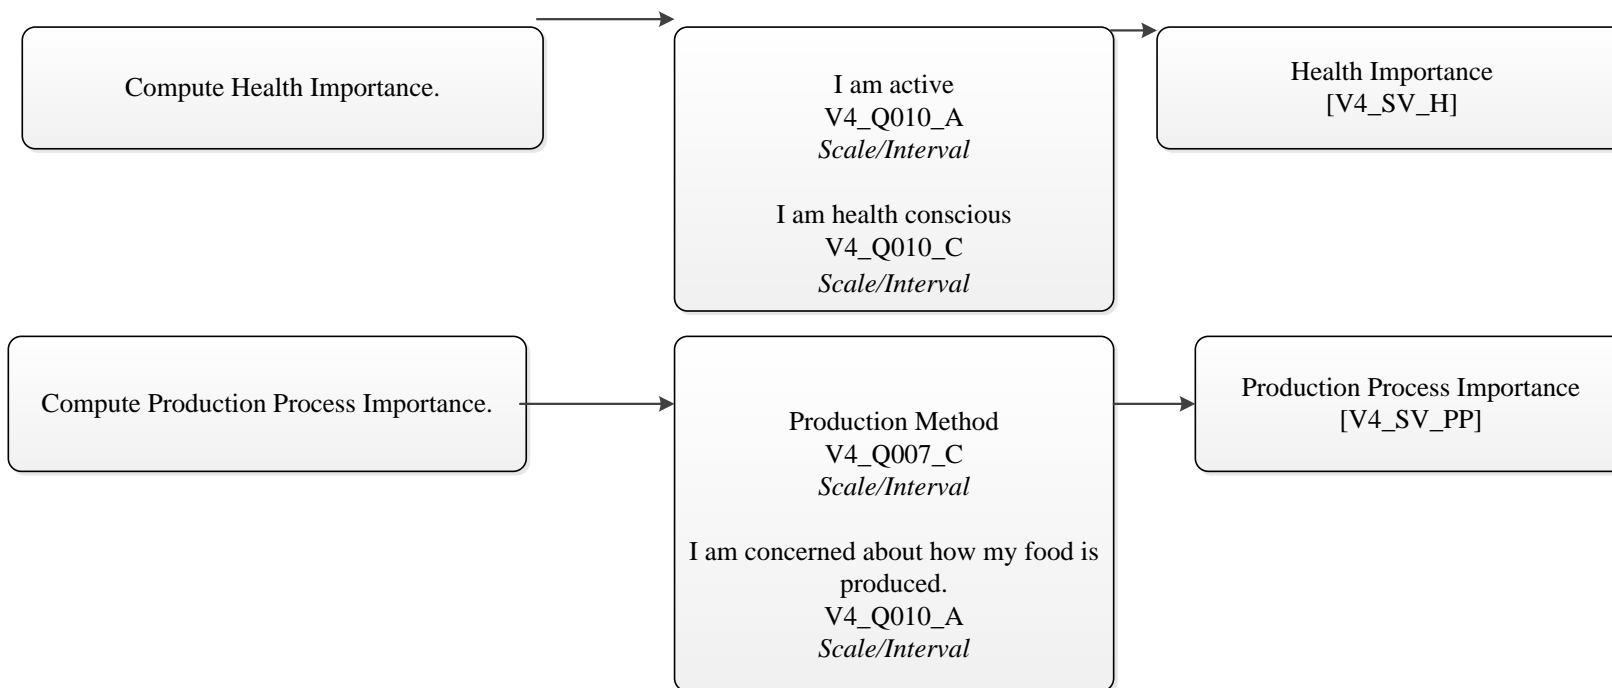 Compute Health Importance.
I am active
V4_Q010_A
Scale/Interval
I am health conscious
V4_Q010_C
Scale/Interval
Health Importance
[V4_SV_H]
Compute Production Process Importance.
Production Method
V4_Q007_C
Scale/Interval
I am concerned about how my food is
produced.
V4_Q010_A
Scale/Interval
Production Process Importance
[V4_SV_PP]